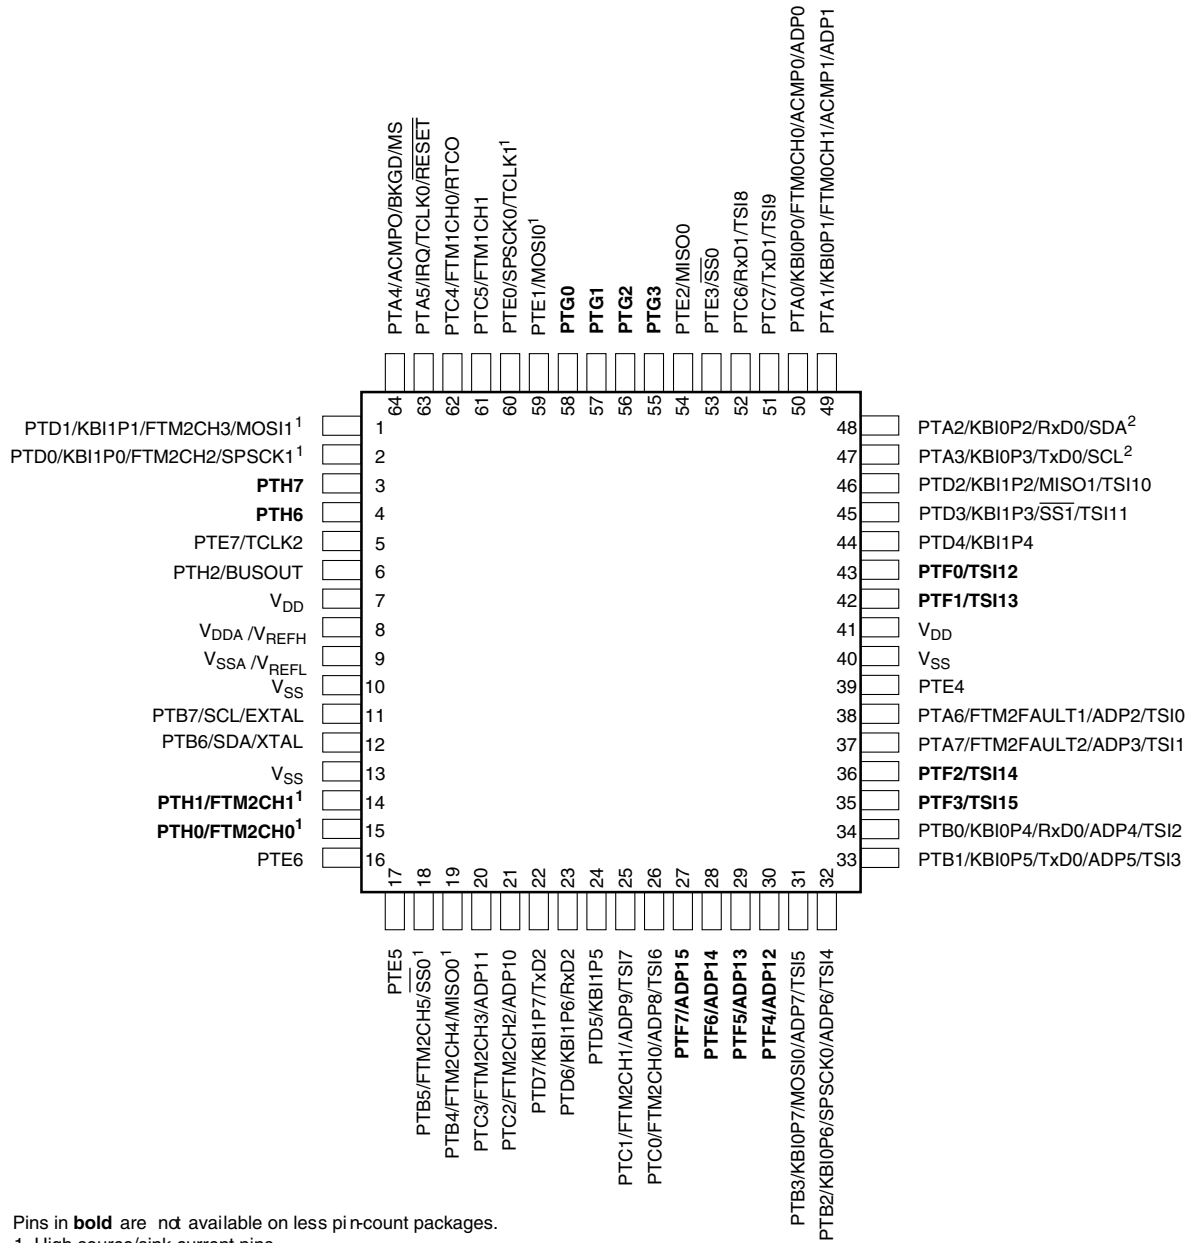 PTA4/ACMPO/BKGD/MS
PTA5/IRQ/TCLK0/RESET
PTC4/FTM1CH0/RTCO
PTC5/FTM1CH1
PTE0/SPSCK0/TCLK1¹
PTE1/MOSI0¹
PTG0
PTG1
PTG2
PTG3
PTE2/MISO0
PTE3/SS0
PTC6/RxD1/TSI8
PTC7/TxD1/TSI9
PTA0/KBI0P0/FTM0CH0/ACMP0/ADP0
PTA1/KBI0P1/FTM0CH1/ACMP1/ADP1
64
63
62
61
60
59
58
57
56
55
54
53
52
51
50
49
PTD1/KBI1P1/FTM2CH3/MOSI1¹ 1
PTD0/KBI1P0/FTM2CH2/SPSCK1¹ 2
PTH7 3
PTH6 4
PTE7/TCLK2 5
PTH2/BUSOUT 6
VDD 7
VDDA /VREFH 8
VSSA /VREFL 9
VSS 10
PTB7/SCL/EXTAL 11
PTB6/SDA/XTAL 12
VSS 13
PTH1/FTM2CH1¹ 14
PTH0/FTM2CH0¹ 15
PTE6 16
48 PTA2/KBI0P2/RxD0/SDA²
47 PTA3/KBI0P3/TxD0/SCL²
46 PTD2/KBI1P2/MISO1/TSI10
45 PTD3/KBI1P3/SS1/TSI11
44 PTD4/KBI1P4
43 PTF0/TSI12
42 PTF1/TSI13
41 VDD
40 VSS
39 PTE4
38 PTA6/FTM2FAULT1/ADP2/TSI0
37 PTA7/FTM2FAULT2/ADP3/TSI1
36 PTF2/TSI14
35 PTF3/TSI15
34 PTB0/KBI0P4/RxD0/ADP4/TSI2
33 PTB1/KBI0P5/TxD0/ADP5/TSI3
17
18
19
20
21
22
23
24
25
26
27
28
29
30
31
32
PTE5
PTB5/FTM2CH5/SS0¹
PTB4/FTM2CH4/MISO0¹
PTC3/FTM2CH3/ADP11
PTC2/FTM2CH2/ADP10
PTD7/KBI1P7/TxD2
PTD6/KBI1P6/RxD2
PTD5/KBI1P5
PTC1/FTM2CH1/ADP9/TSI7
PTC0/FTM2CH0/ADP8/TSI6
PTF7/ADP15
PTF6/ADP14
PTF5/ADP13
PTF4/ADP12
PTB3/KBI0P7/MOSI0/ADP7/TSI5
PTB2/KBI0P6/SPSCK0/ADP6/TSI4
Pins in bold are not available on less pin-count packages.